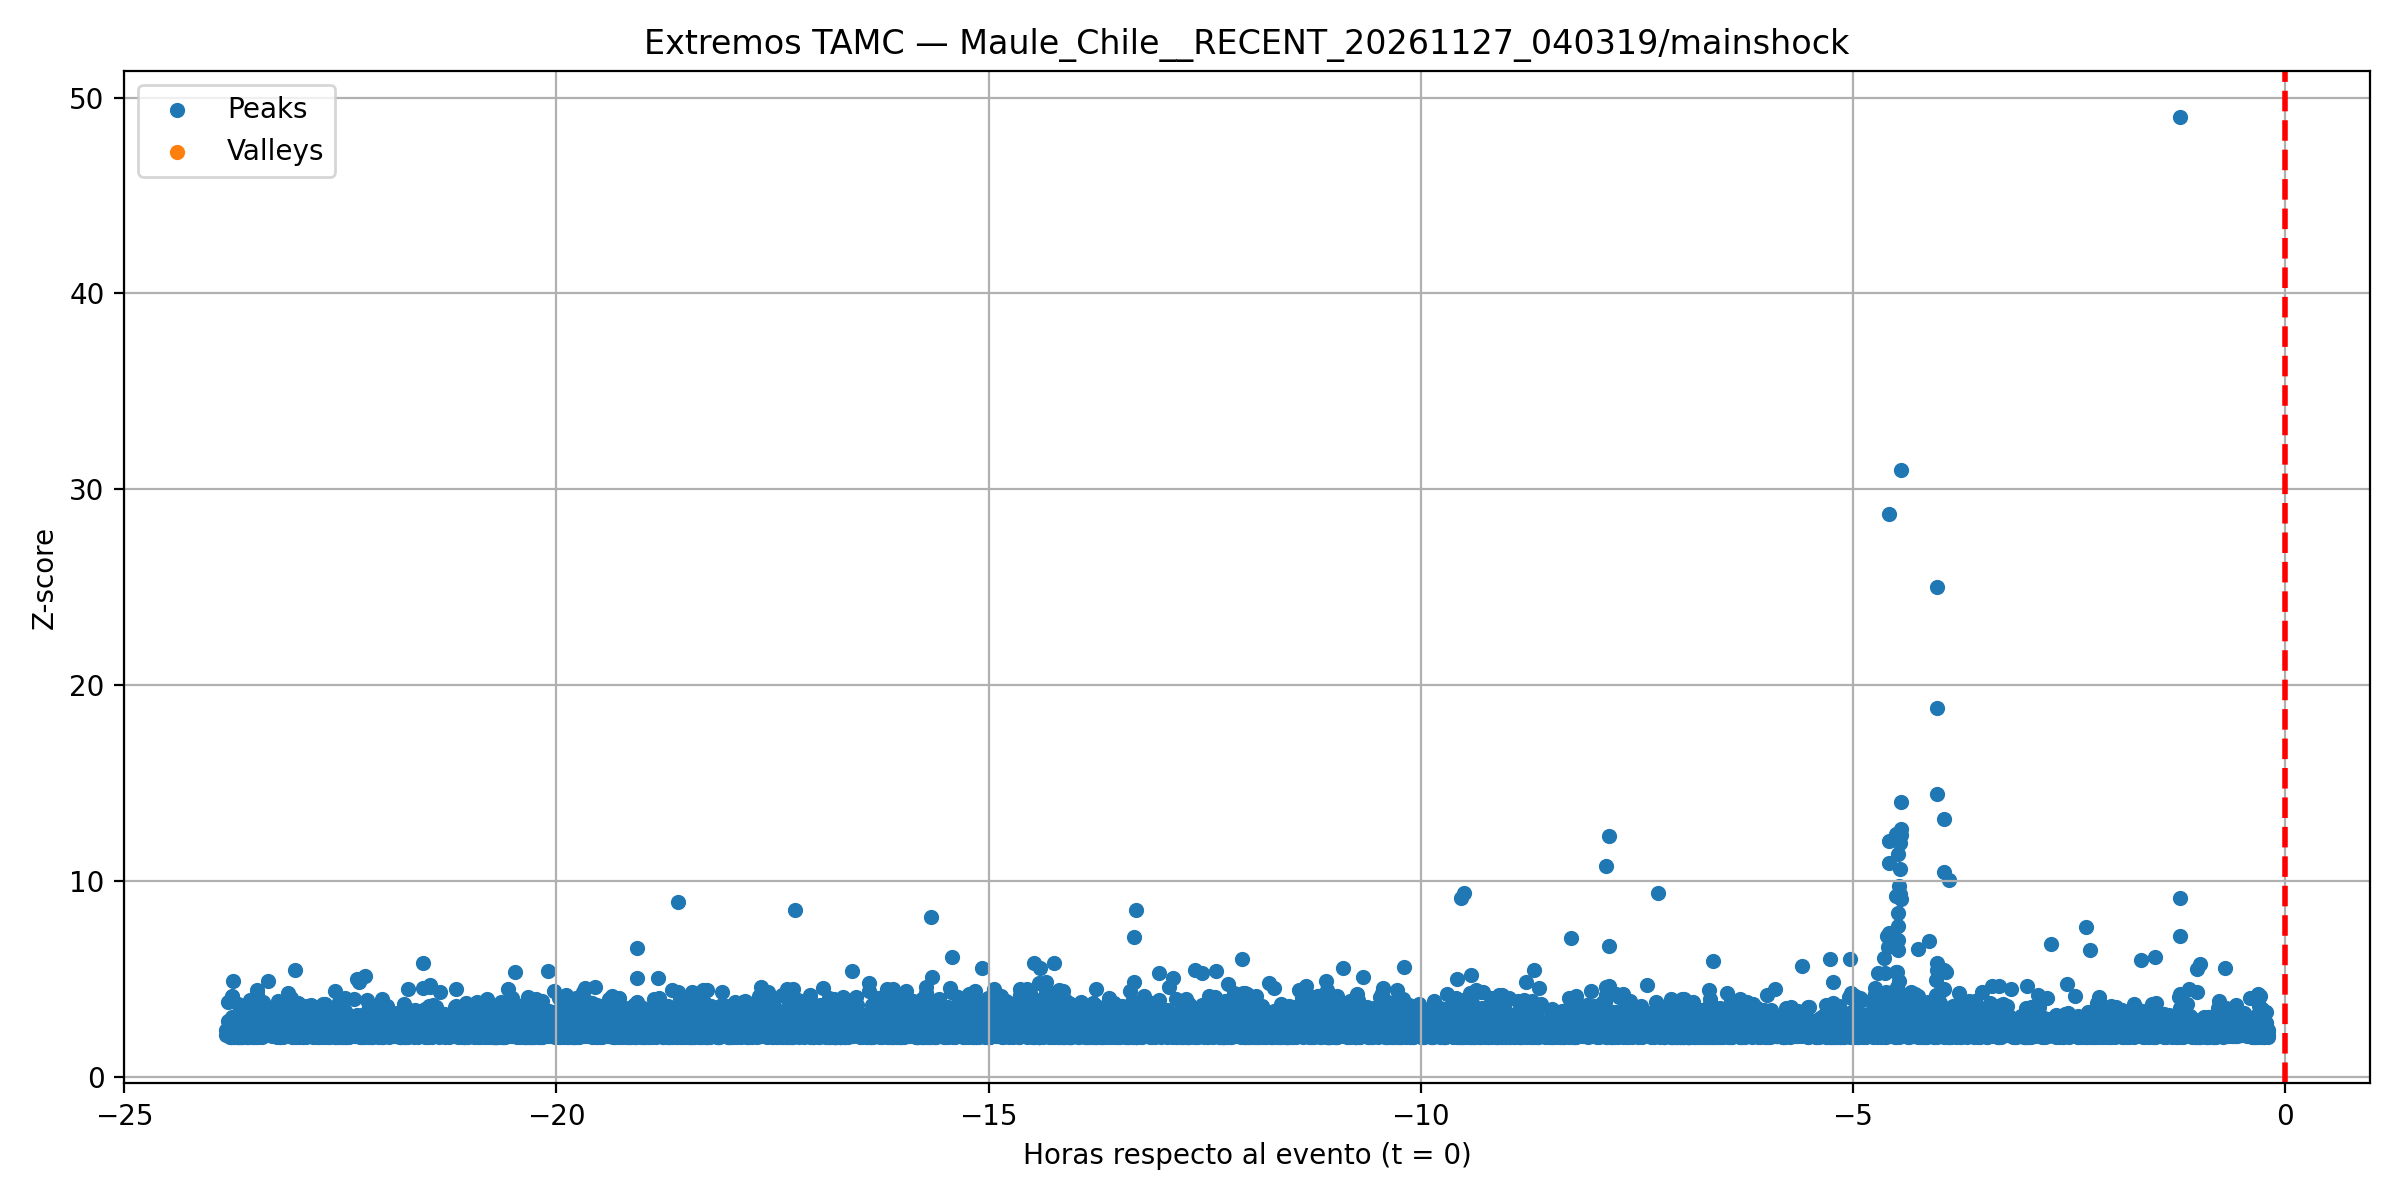 Extremos TAMC — Maule_Chile__RECENT_20261127_040319/mainshock
Peaks
Valleys
50
40
30
20
10
0
Z-score
−25
−20
−15
−10
−5
0
Horas respecto al evento (t = 0)